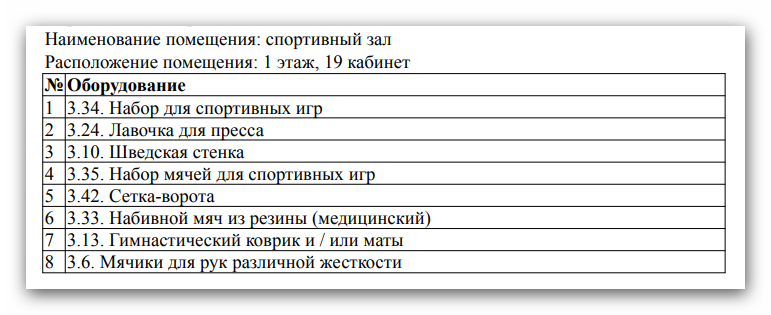 Наименование помещения: спортивный зал
Расположение помещения: 1 этаж, 19 кабинет
№ Оборудование
1 3.34. Набор для спортивных игр
2 3.24. Лавочка для пресса
3 3.10. Шведская стенка
4 3.35. Набор мячей для спортивных игр
5 3.42. Сетка-ворота
6 3.33. Набивной мяч из резины (медицинский)
7 3.13. Гимнастический коврик и / или маты
8 3.6. Мячики для рук различной жесткости